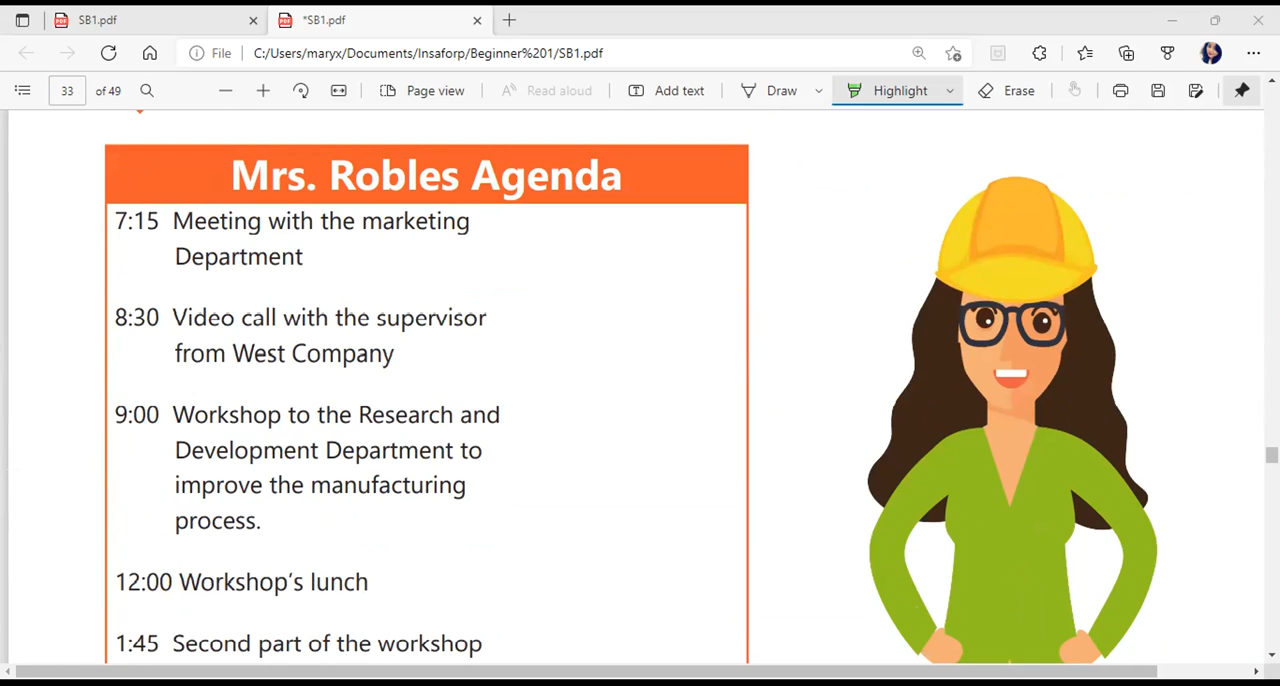 SB1.pdf
*SB1.pdf
File C:/Users/maryx/Documents/Insaforp/Beginner%201/SB1.pdf
33 of 49 Page view Read aloud Add text Draw Highlight Erase
Mrs. Robles Agenda
7:15 Meeting with the marketing
Department
8:30 Video call with the supervisor
from West Company
9:00 Workshop to the Research and
Development Department to
improve the manufacturing
process.
12:00 Workshop's lunch
1:45 Second part of the workshop